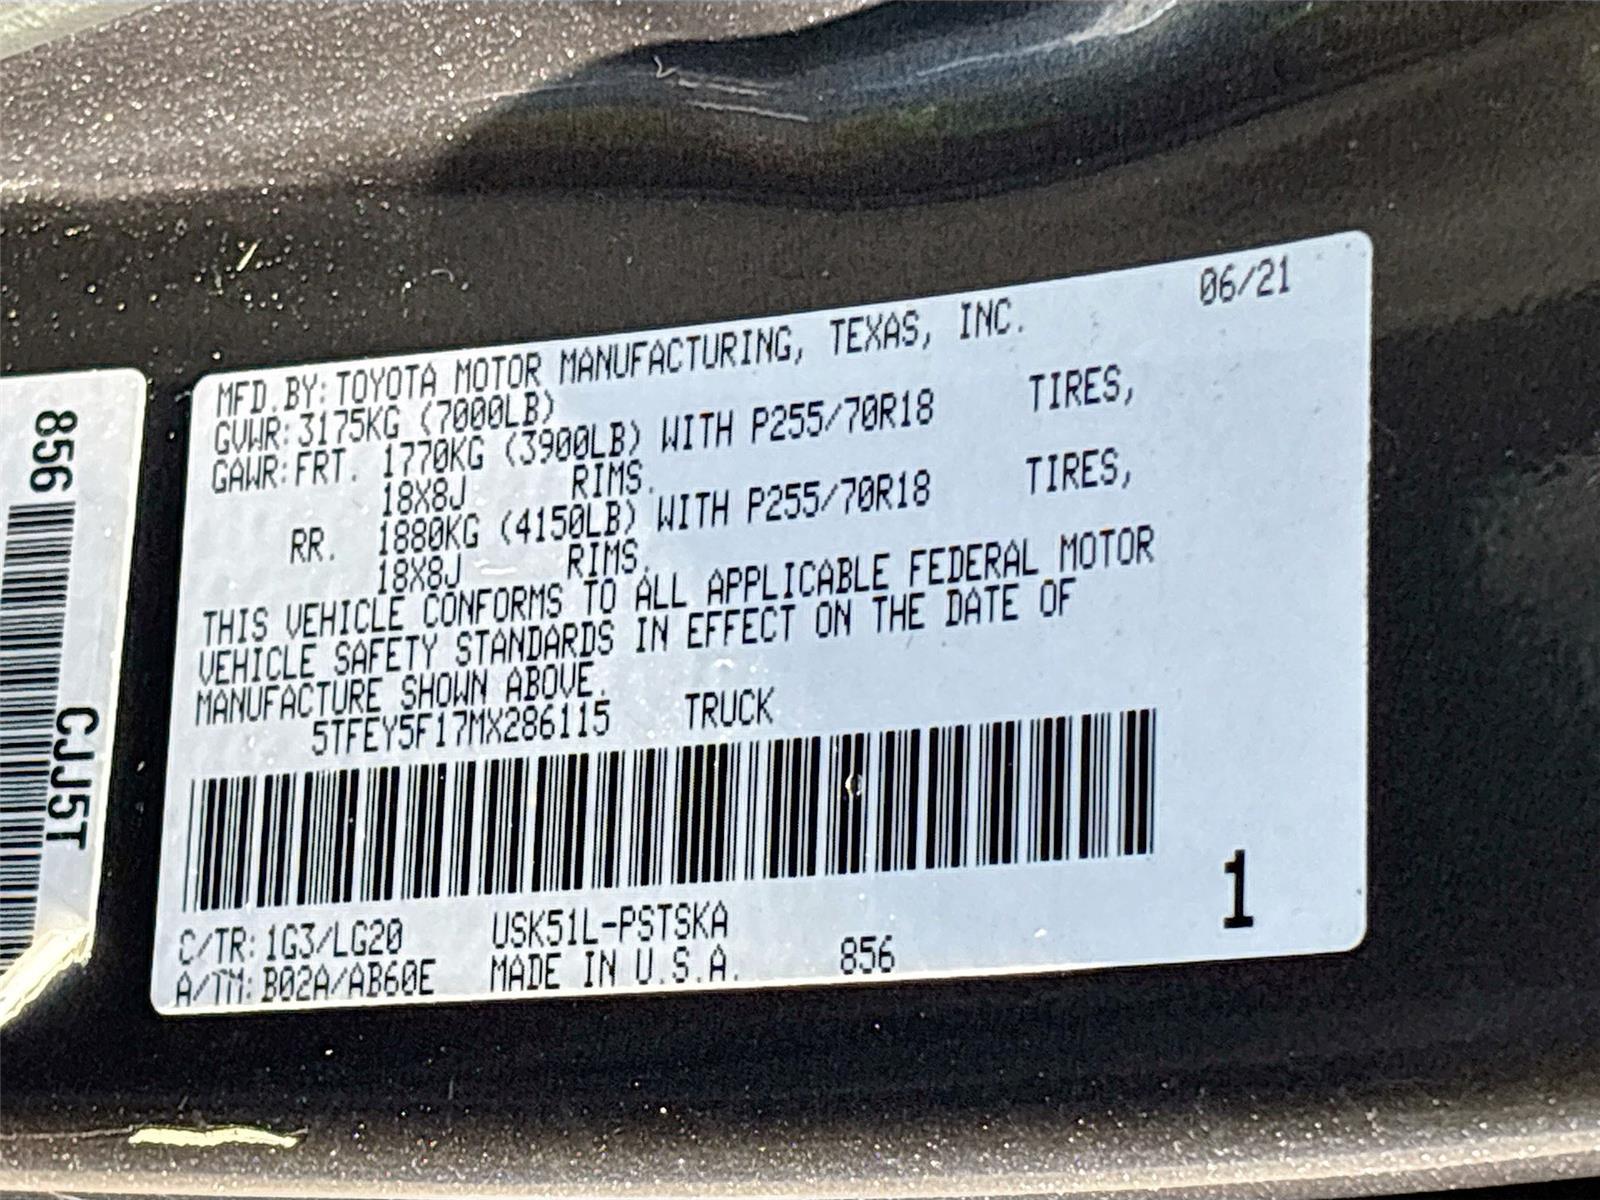 06/21
MFD.BY:TOYOTA MOTOR MANUFACTURING, TEXAS, INC.
GVWR:3175KG (7000LB)
GAWR:FRT. 1770KG (3900LB) WITH P255/70R18 TIRES,
18X8J RIMS.
RR. 1880KG (4150LB) WITH P255/70R18 TIRES,
18X8J RIMS.
THIS VEHICLE CONFORMS TO ALL APPLICABLE FEDERAL MOTOR
VEHICLE SAFETY STANDARDS IN EFFECT ON THE DATE OF
MANUFACTURE SHOWN ABOVE.
5TFEY5F17MX286115 TRUCK
1
C/TR:1G3/LG20 USK51L-PSTSKA
A/TM:B02A/AB60E MADE IN U.S.A. 856
856
CJJ5T